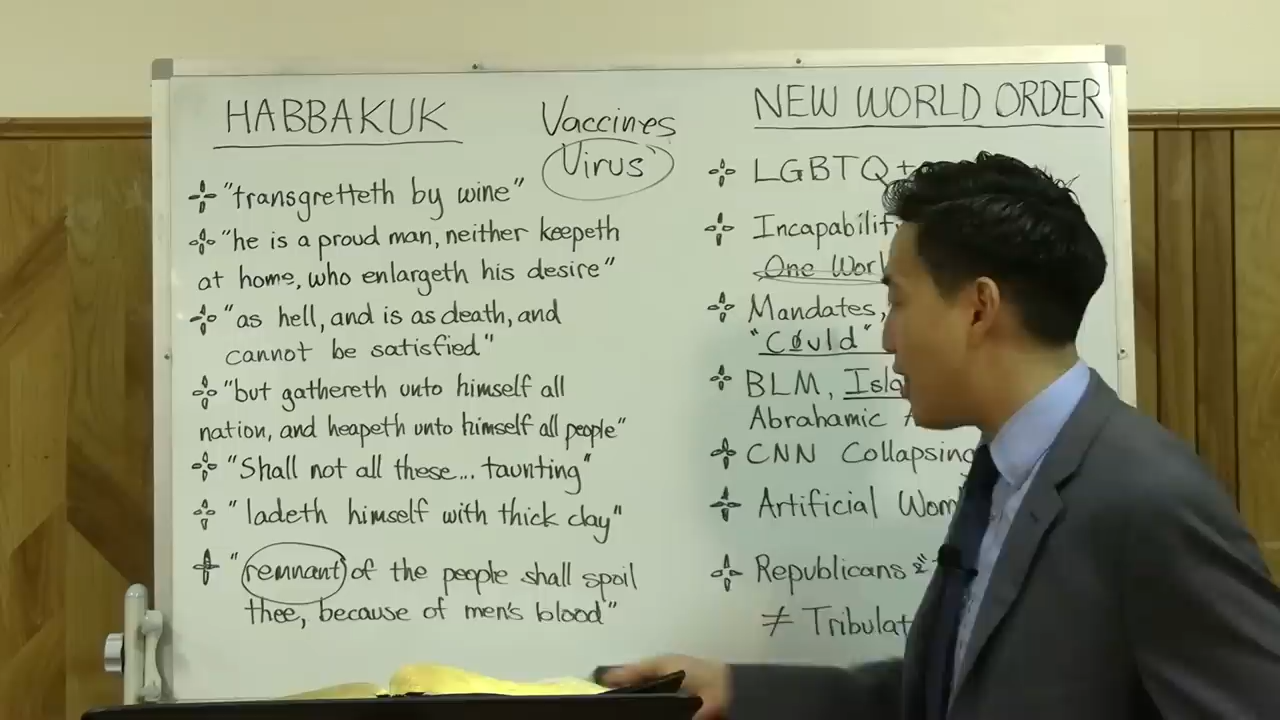 HABBAKUK
"transgretteth by wine"
"he is a proud man, neither keepeth
at home, who enlargeth his desire"
"as hell, and is as death, and
cannot be satisfied"
"but gathereth unto himself all
nation, and heapeth unto himself all people"
"Shall not all these... taunting"
"ladeth himself with thick clay"
"remnant of the people shall spoil
thee, because of men's blood"
Vaccines
Virus
NEW WORLD ORDER
LGBTQ+
One
Mandates,
"Could"
BLM,
Abrahamic
CNN Collapsing
Artificial
Republicans
≠